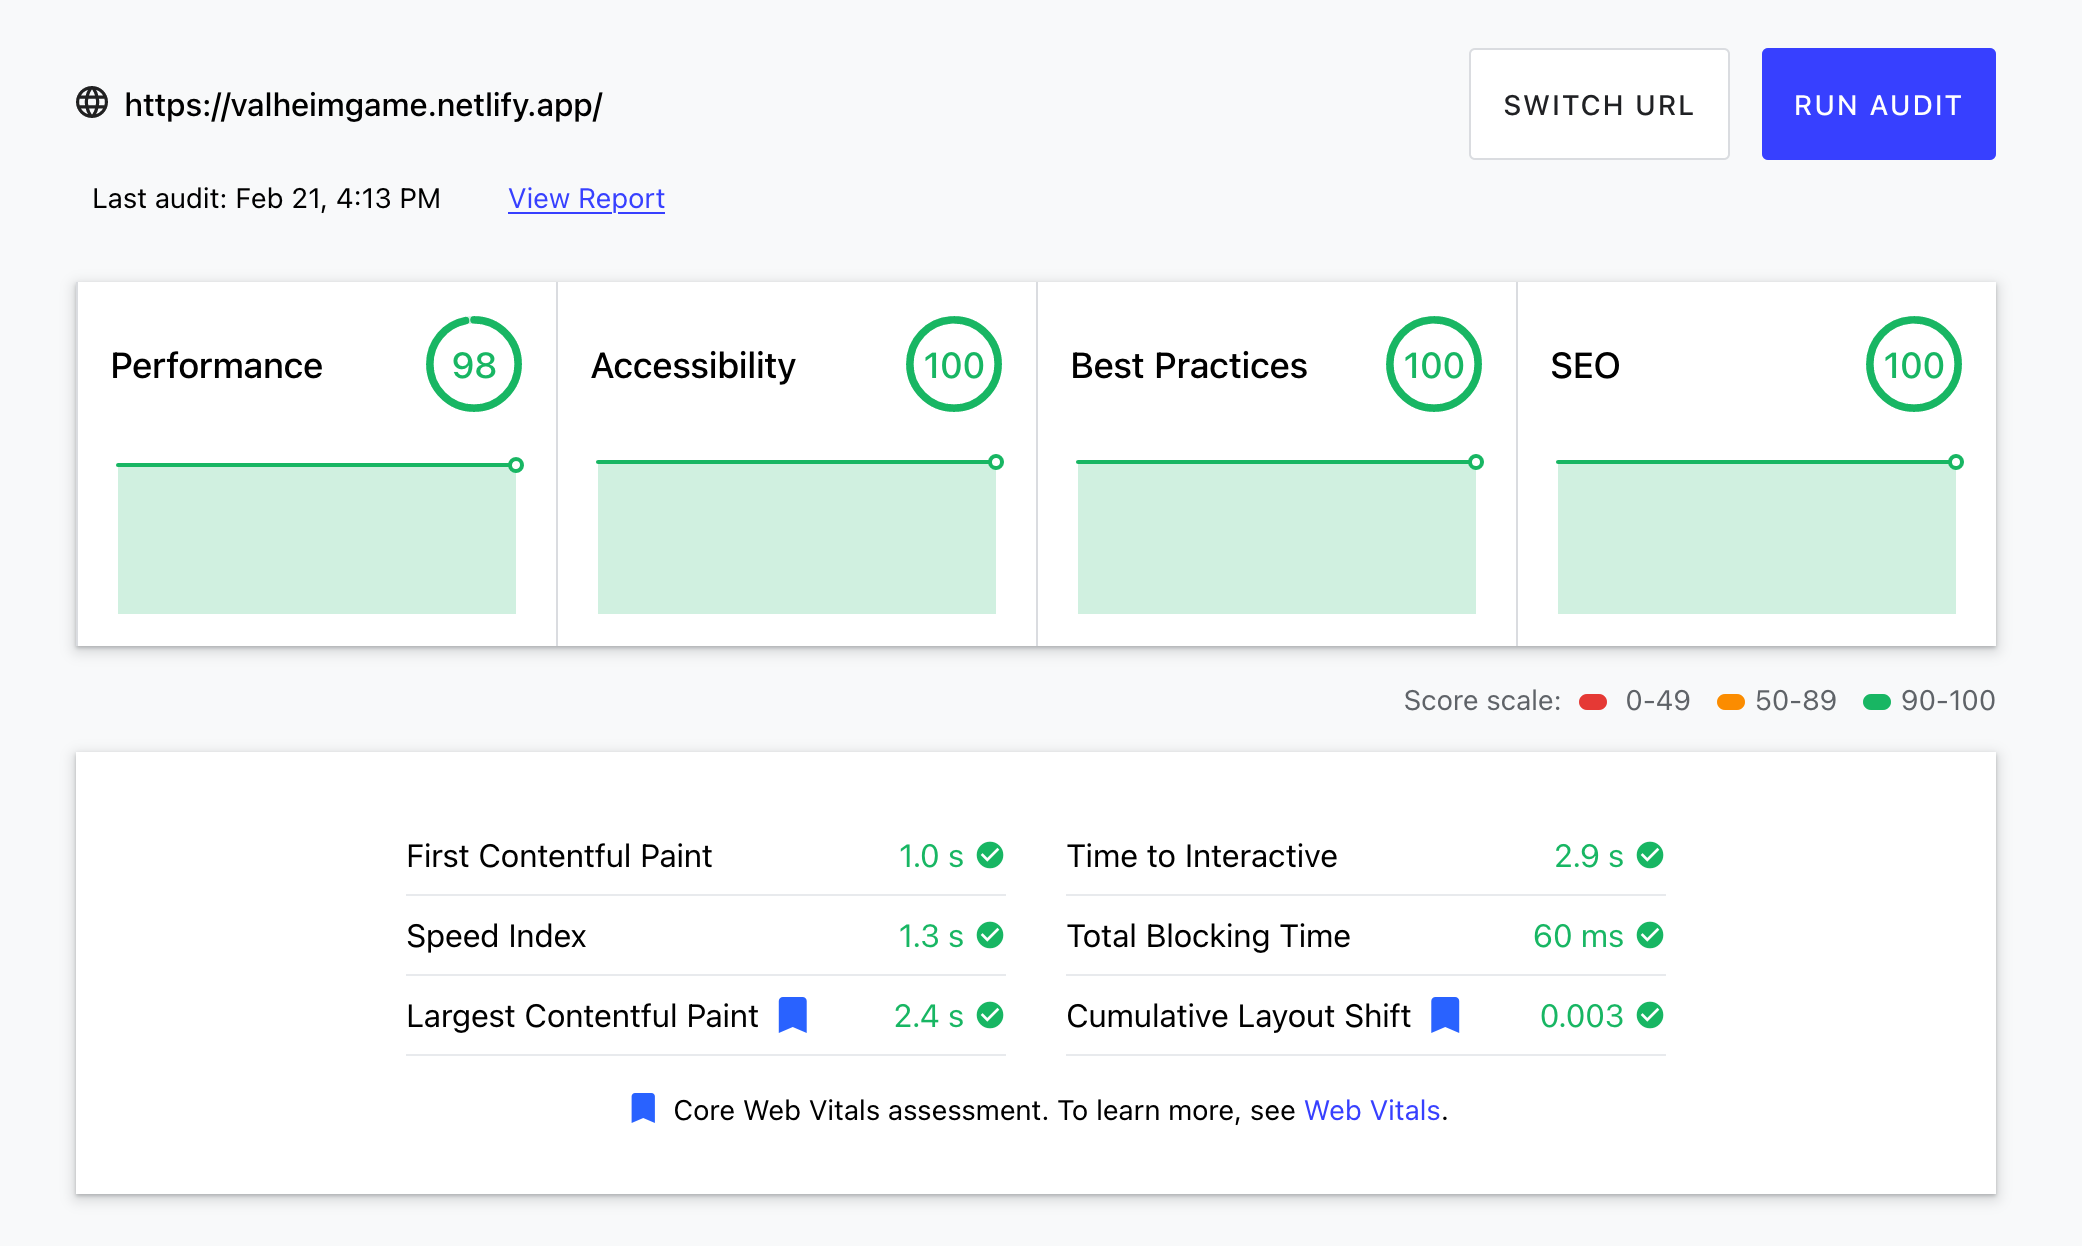 https://valheimgame.netlify.app/
SWITCH URL
RUN AUDIT
Last audit: Feb 21, 4:13 PM
View Report
Performance
98
Accessibility
100
Best Practices
100
SEO
100
Score scale: 0-49 50-89 90-100
First Contentful Paint 1.0 s
Time to Interactive 2.9 s
Speed Index 1.3 s
Total Blocking Time 60 ms
Largest Contentful Paint 2.4 s
Cumulative Layout Shift 0.003
Core Web Vitals assessment. To learn more, see Web Vitals.